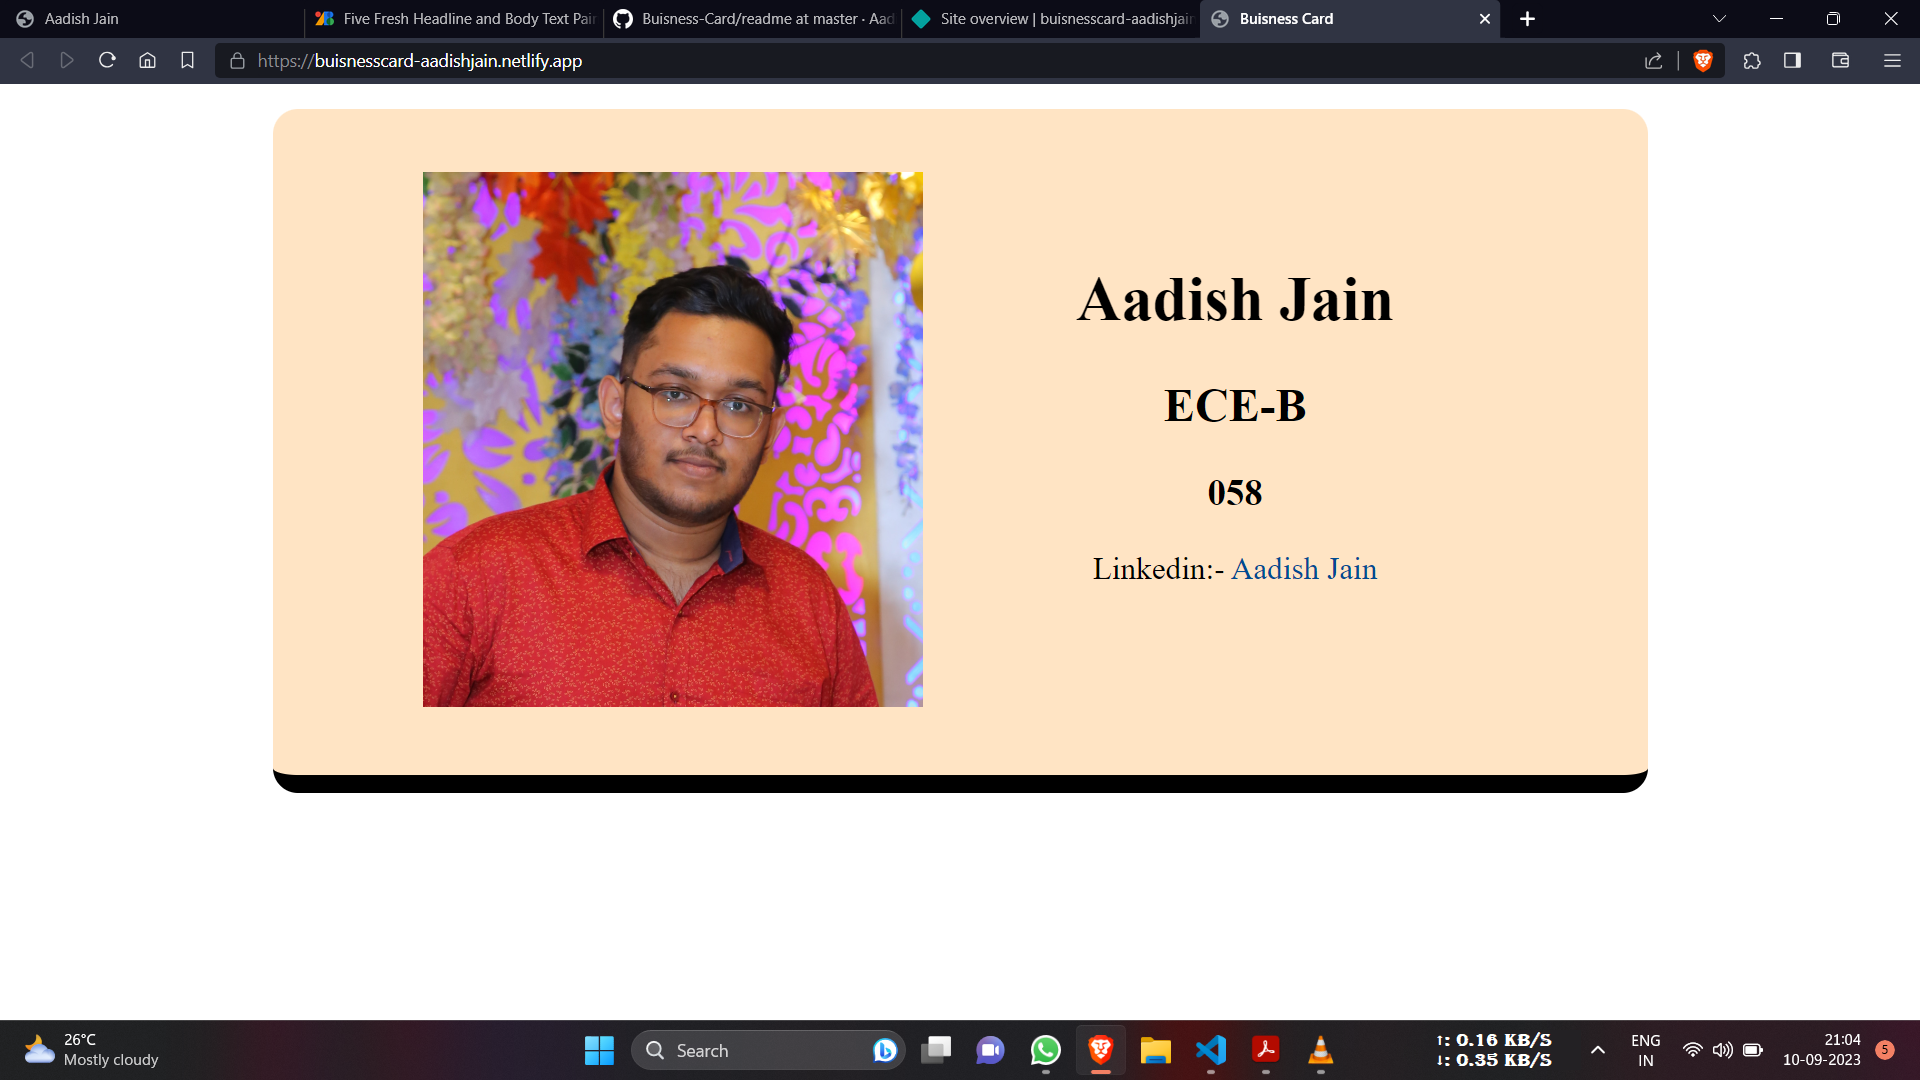 Aadish Jain
Five Fresh Headline and Body Text Pair
Buisness-Card/readme at master · Aad
Site overview | buisnesscard-aadishjain
Buisness Card
https://buisnesscard-aadishjain.netlify.app
Aadish Jain
ECE-B
058
Linkedin:- Aadish Jain
26°C
Mostly cloudy
Search
↑: 0.16 KB/S
↓: 0.35 KB/S
ENG
IN
21:04
10-09-2023
5